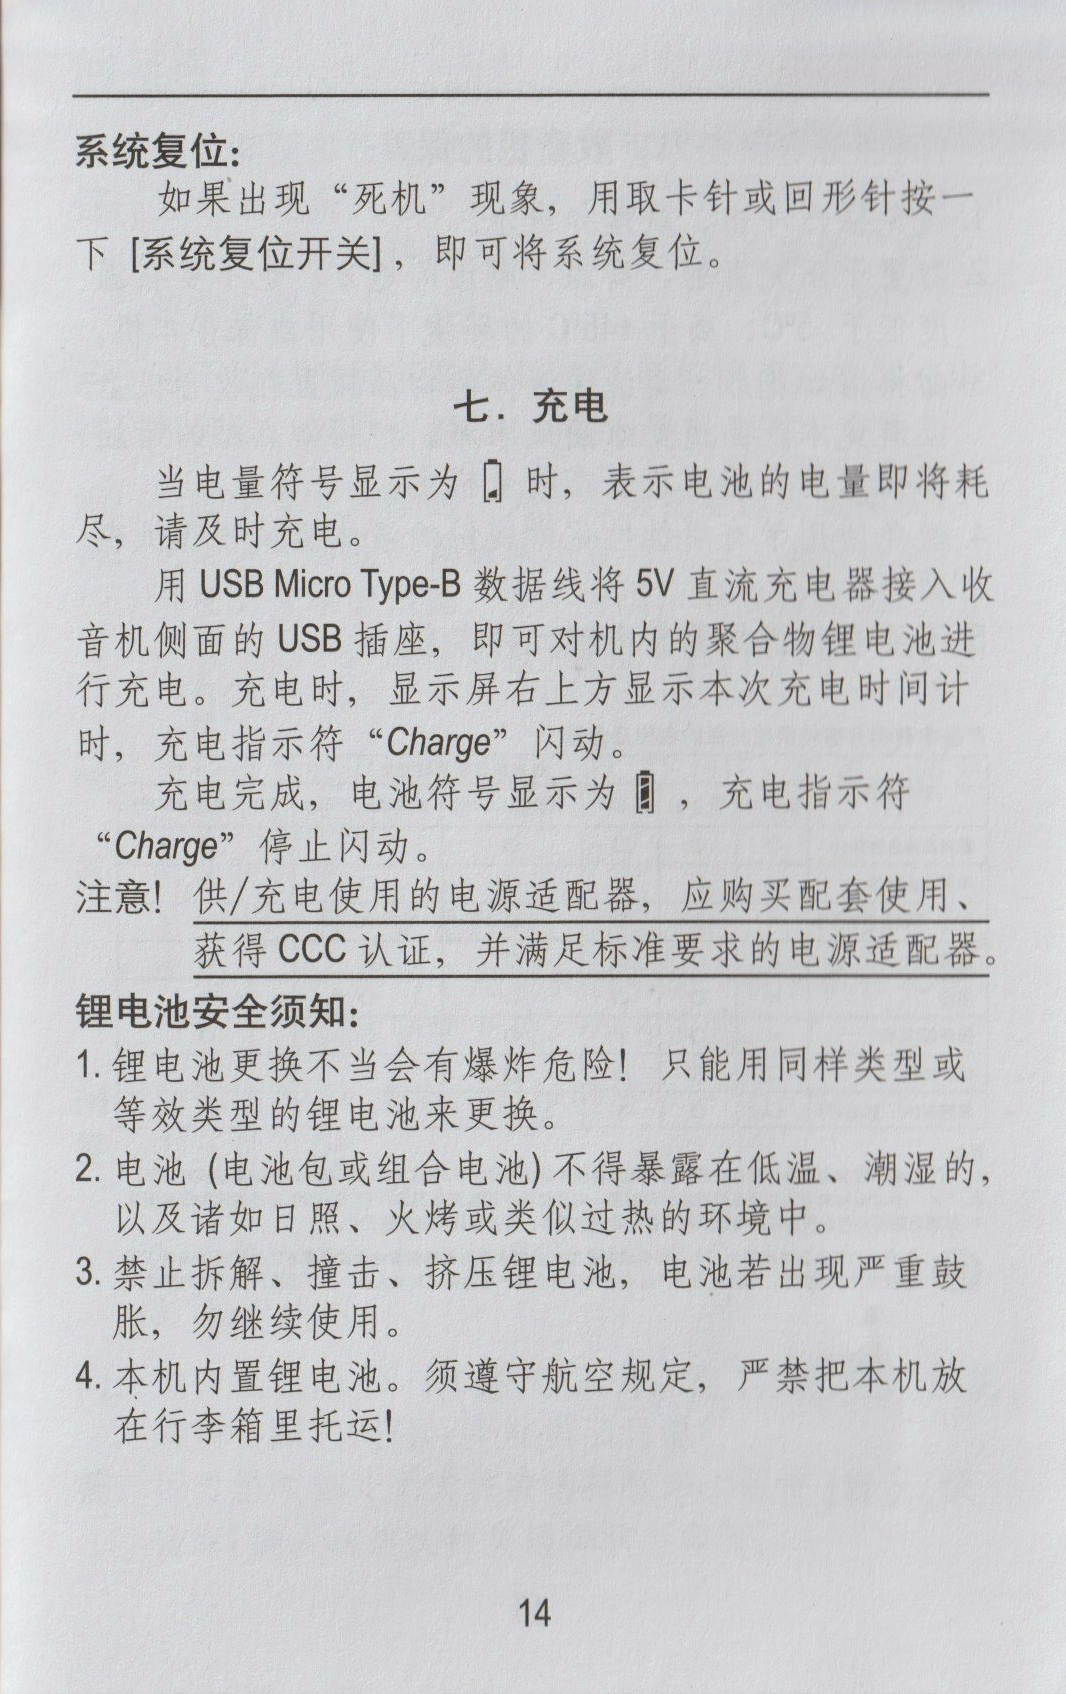 系统复位:
如果出现“死机”现象，用取卡针或回形针按一
下 [系统复位开关]，即可将系统复位。
七．充电
当电量符号显示为 时，表示电池的电量即将耗
尽，请及时充电。
用 USB Micro Type-B 数据线将 5V 直流充电器接入收
音机侧面的 USB 插座，即可对机内的聚合物锂电池进
行充电。充电时，显示屏右上方显示本次充电时间计
时，充电指示符“Charge”闪动。
充电完成，电池符号显示为 ，充电指示符
“Charge”停止闪动。
注意！供/充电使用的电源适配器，应购买配套使用、
获得 CCC 认证，并满足标准要求的电源适配器。
锂电池安全须知:
1. 锂电池更换不当会有爆炸危险！只能用同样类型或
等效类型的锂电池来更换。
2. 电池 (电池包或组合电池) 不得暴露在低温、潮湿的，
以及诸如日照、火烤或类似过热的环境中。
3. 禁止拆解、撞击、挤压锂电池，电池若出现严重鼓
胀，勿继续使用。
4. 本机内置锂电池。须遵守航空规定，严禁把本机放
在行李箱里托运！
14